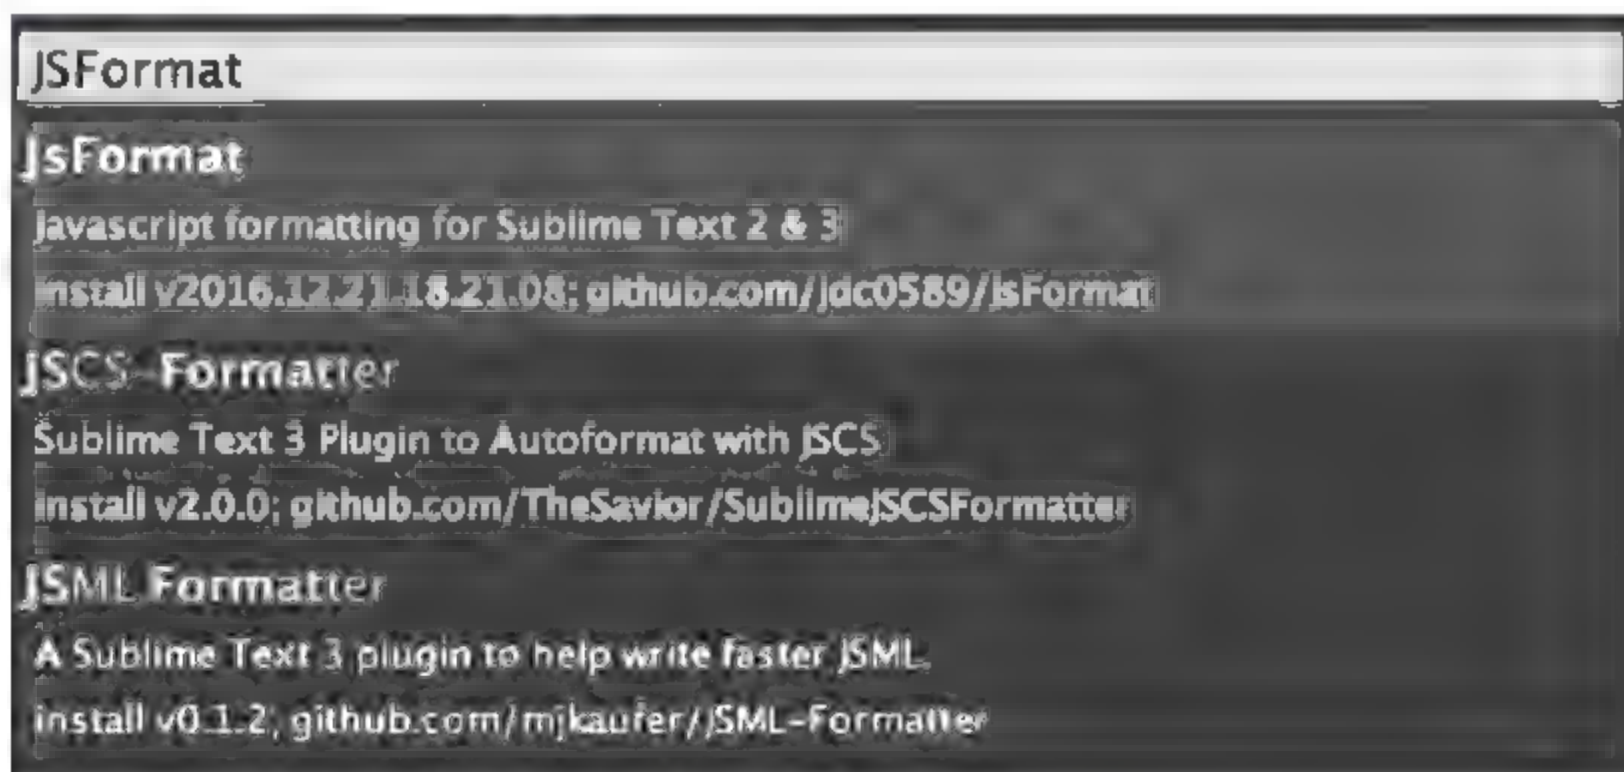 JSFormat
JsFormat
Javascript formatting for Sublime Text 2 & 3
install v2016.12.21.18.21.08; github.com/jdc0589/JsFormat
JSCS-Formatter
Sublime Text 3 Plugin to Autoformat with JSCS
install v2.0.0; github.com/TheSavior/SublimeJSCSFormatter
JSML Formatter
A Sublime Text 3 plugin to help write faster JSML.
install v0.1.2; github.com/mjkaufer/JSML-Formatter